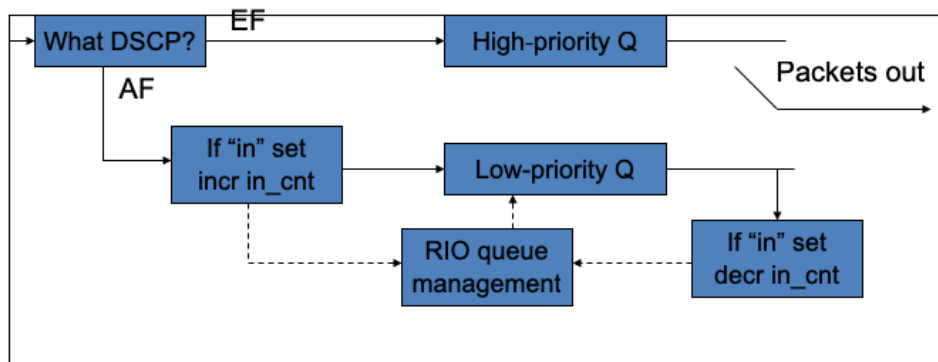 EF
What DSCP?
High-priority Q
Packets out
AF
If “in” set
incr in_cnt
Low-priority Q
RIO queue
management
If “in” set
decr in_cnt